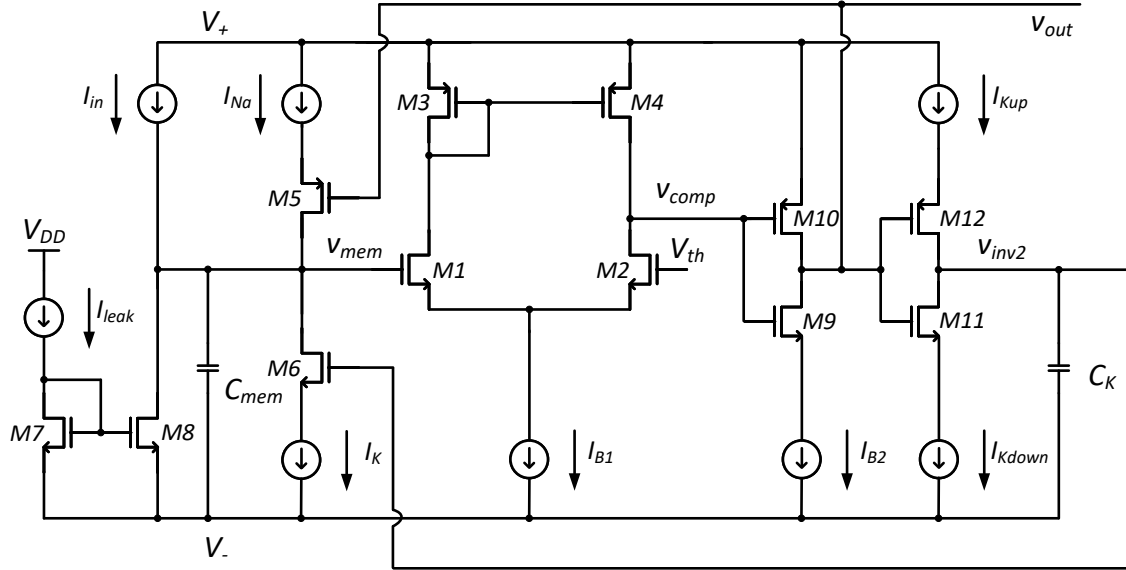 V+
vout
Iin
INa
M3
M4
IKup
M5
vcomp
M10
M12
VDD
vmem
M1
M2
Vth
vinv2
Ileak
M9
M11
M6
Cmem
CK
M7
M8
IK
IB1
IB2
IKdown
V-